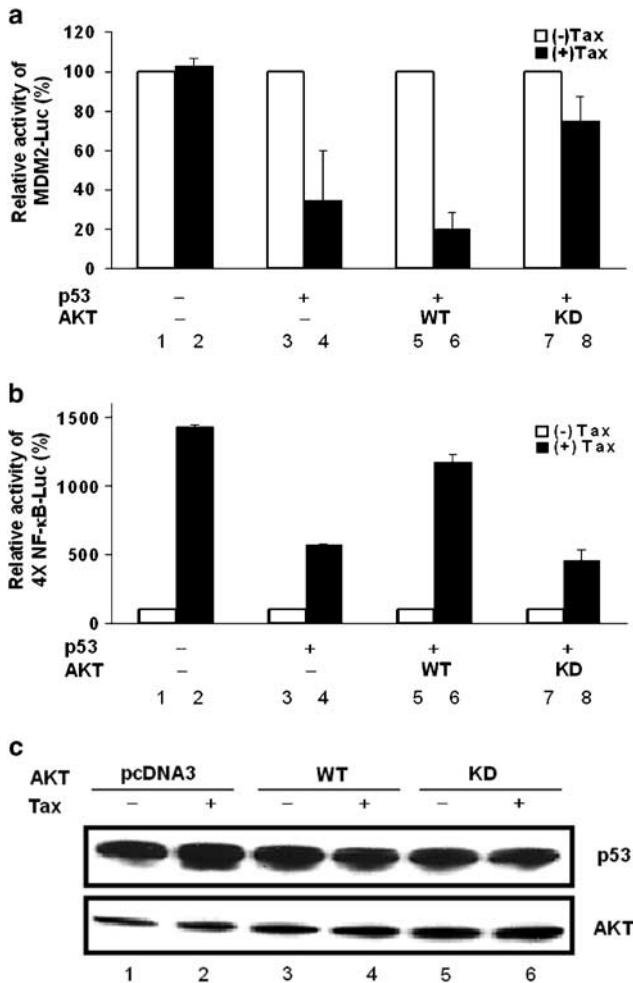 a
Relative activity of
MDM2-Luc (%)
120
100
80
60
40
20
0
(-)Tax
(+)Tax
p53 – + + +
AKT – – WT KD
1 2 3 4 5 6 7 8
b
Relative activity of
4X NF-κB-Luc (%)
1500
1000
500
0
(-) Tax
(+) Tax
p53 – + + +
AKT – – WT KD
1 2 3 4 5 6 7 8
c
AKT pcDNA3 WT KD
Tax – + – + – +
p53
AKT
1 2 3 4 5 6